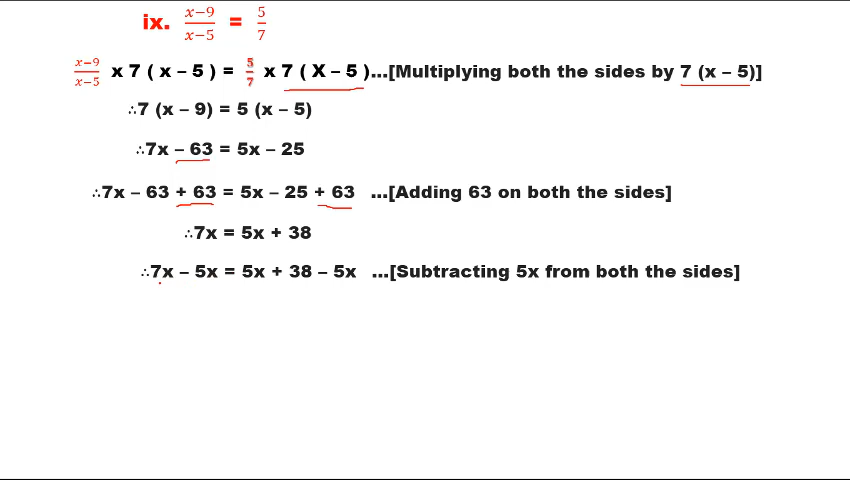 ix. x−9/x−5 = 5/7
x−9/x−5 x 7 ( x – 5 ) = 5/7 x 7 ( X – 5 )...[Multiplying both the sides by 7 (x – 5)]
∴7 (x – 9) = 5 (x – 5)
∴7x – 63 = 5x – 25
∴7x – 63 + 63 = 5x – 25 + 63 ...[Adding 63 on both the sides]
∴7x = 5x + 38
∴7x – 5x = 5x + 38 – 5x ...[Subtracting 5x from both the sides]